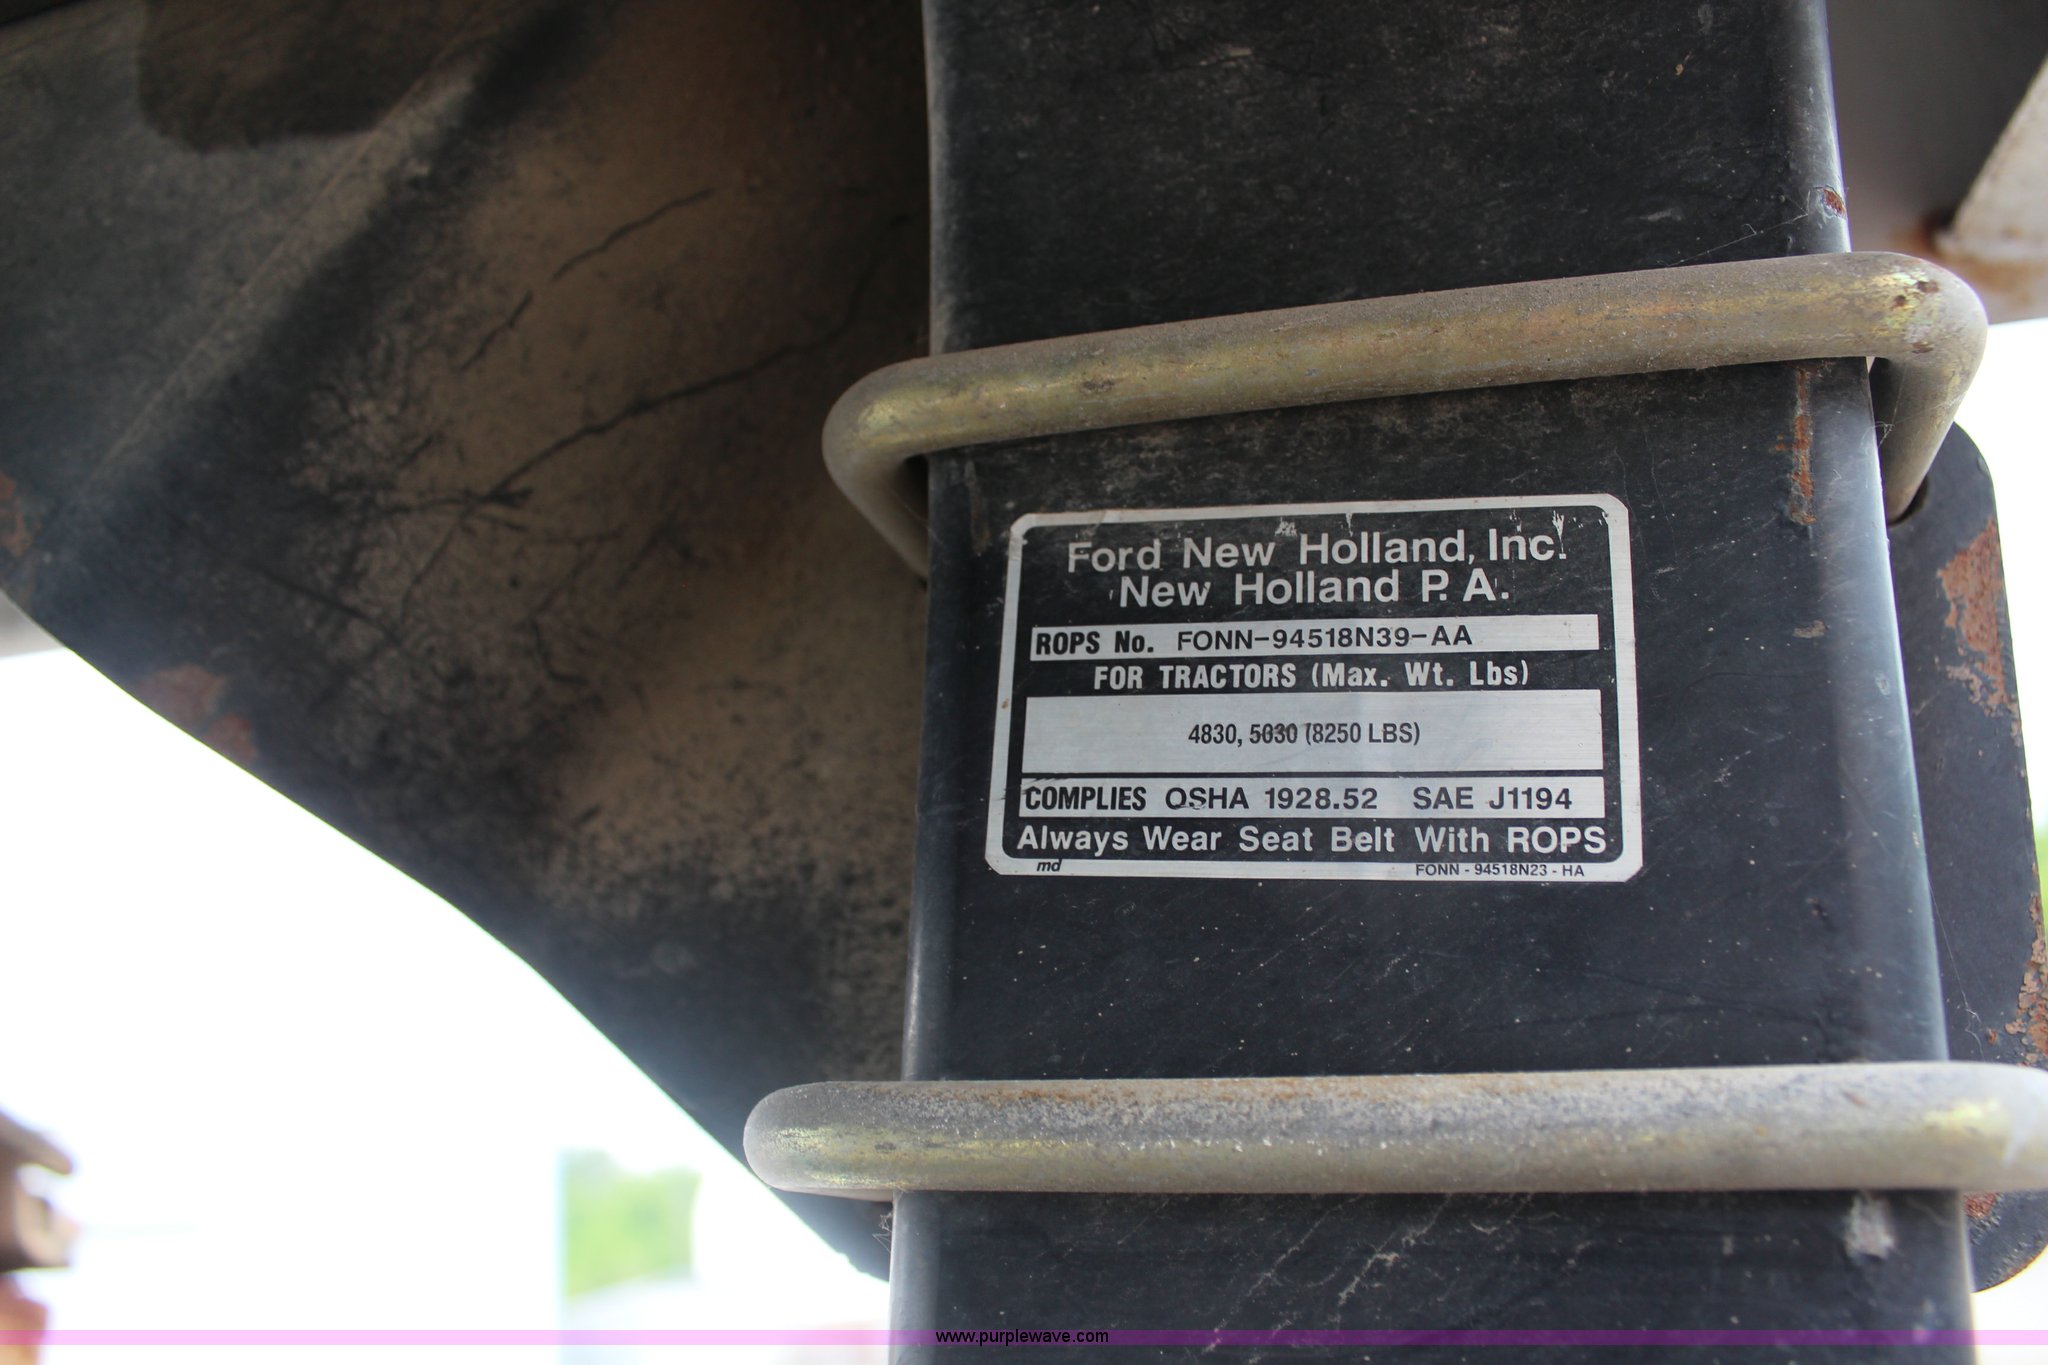 Ford New Holland, Inc.
New Holland P. A.
ROPS No. FONN-94518N39-AA
FOR TRACTORS (Max. Wt. Lbs)
4830, 5030 (8250 LBS)
COMPLIES OSHA 1928.52 SAE J1194
Always Wear Seat Belt With ROPS
md FONN - 94518N23 - HA
www.purplewave.com